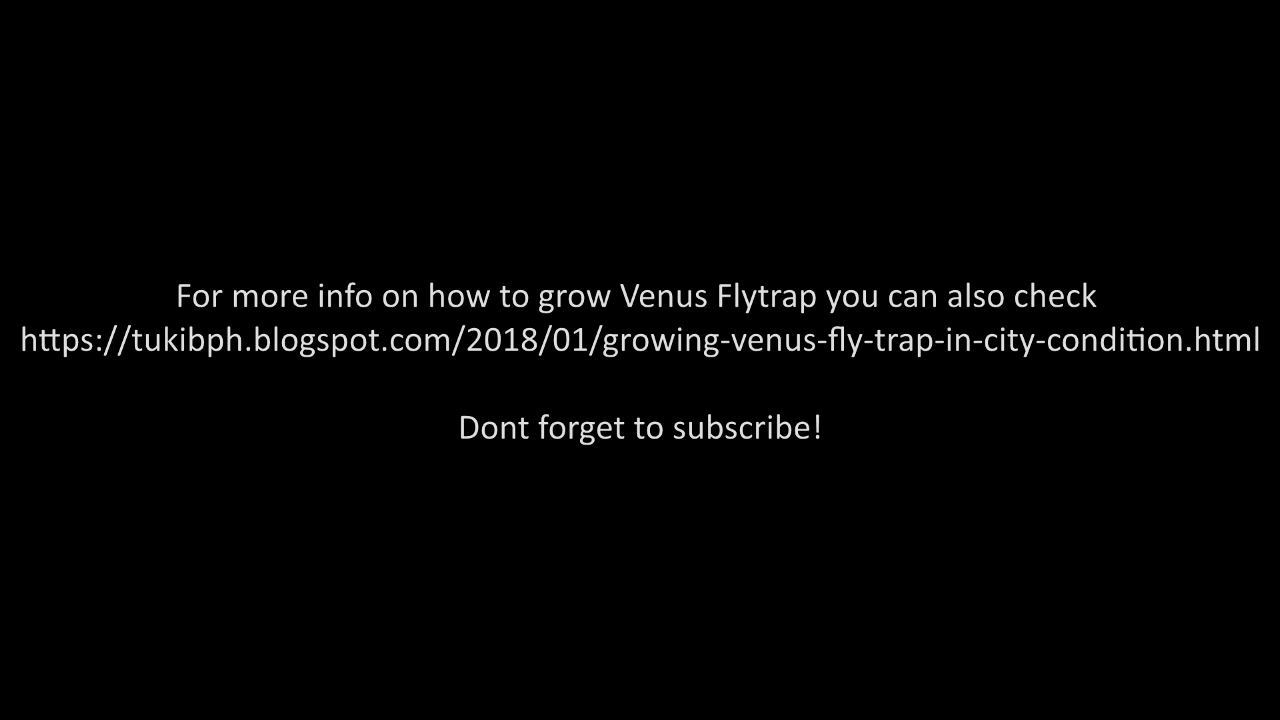 For more info on how to grow Venus Flytrap you can also check
https://tukibph.blogspot.com/2018/01/growing-venus-fly-trap-in-city-condition.html
Dont forget to subscribe!